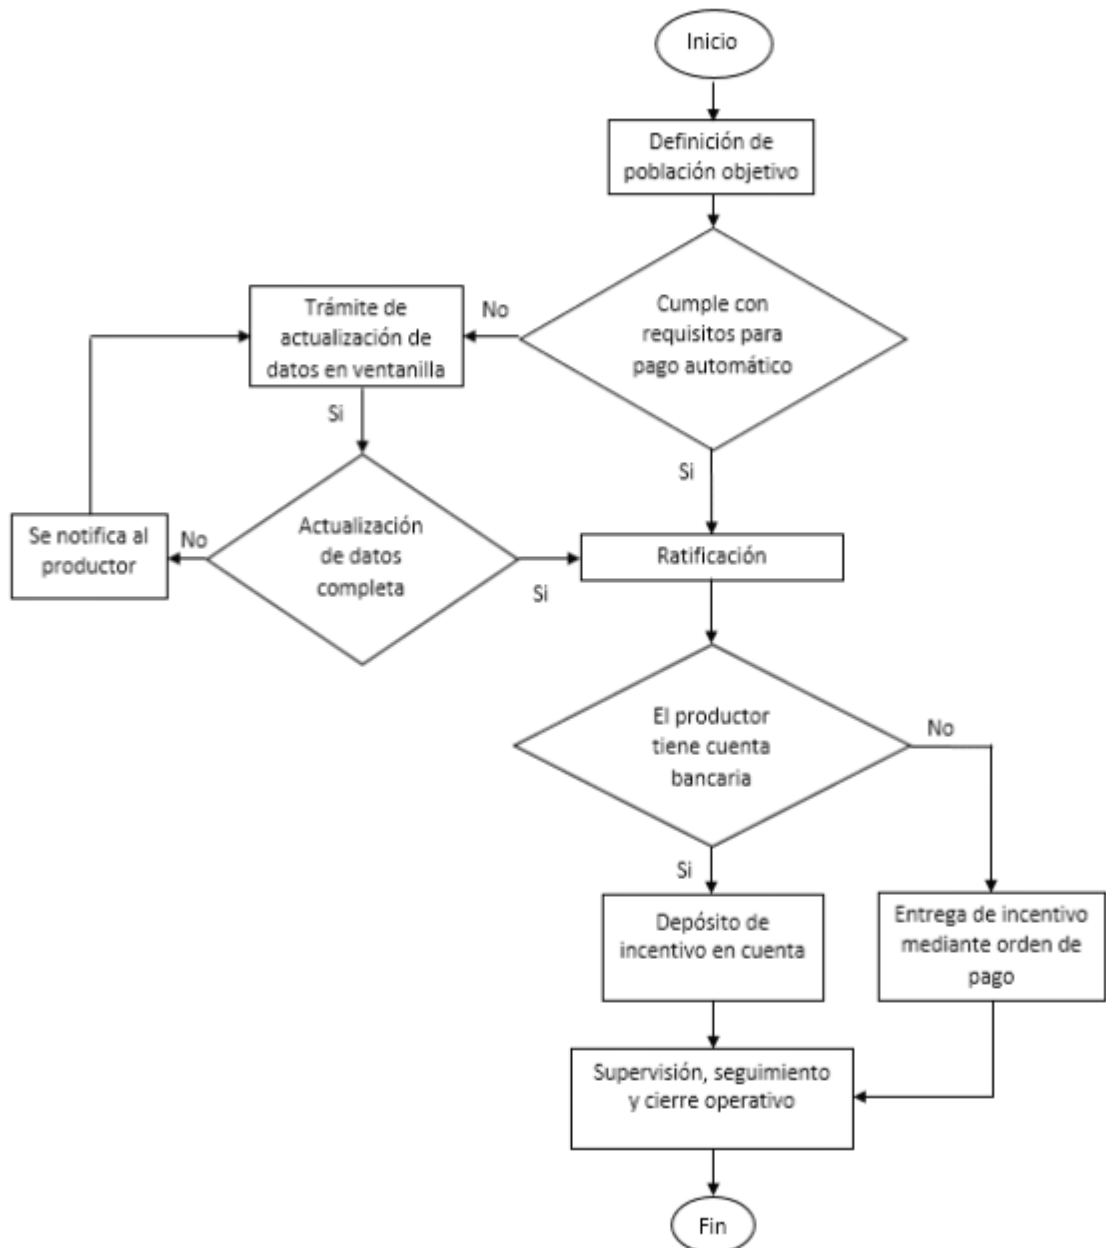 Inicio
Definición de
población objetivo
Cumple con
requisitos para
pago automático
No
Trámite de
actualización de
datos en ventanilla
Si
Si
Actualización
de datos
completa
No
Se notifica al
productor
Si
Ratificación
El productor
tiene cuenta
bancaria
No
Si
Depósito de
incentivo en cuenta
Entrega de incentivo
mediante orden de
pago
Supervisión, seguimiento
y cierre operativo
Fin